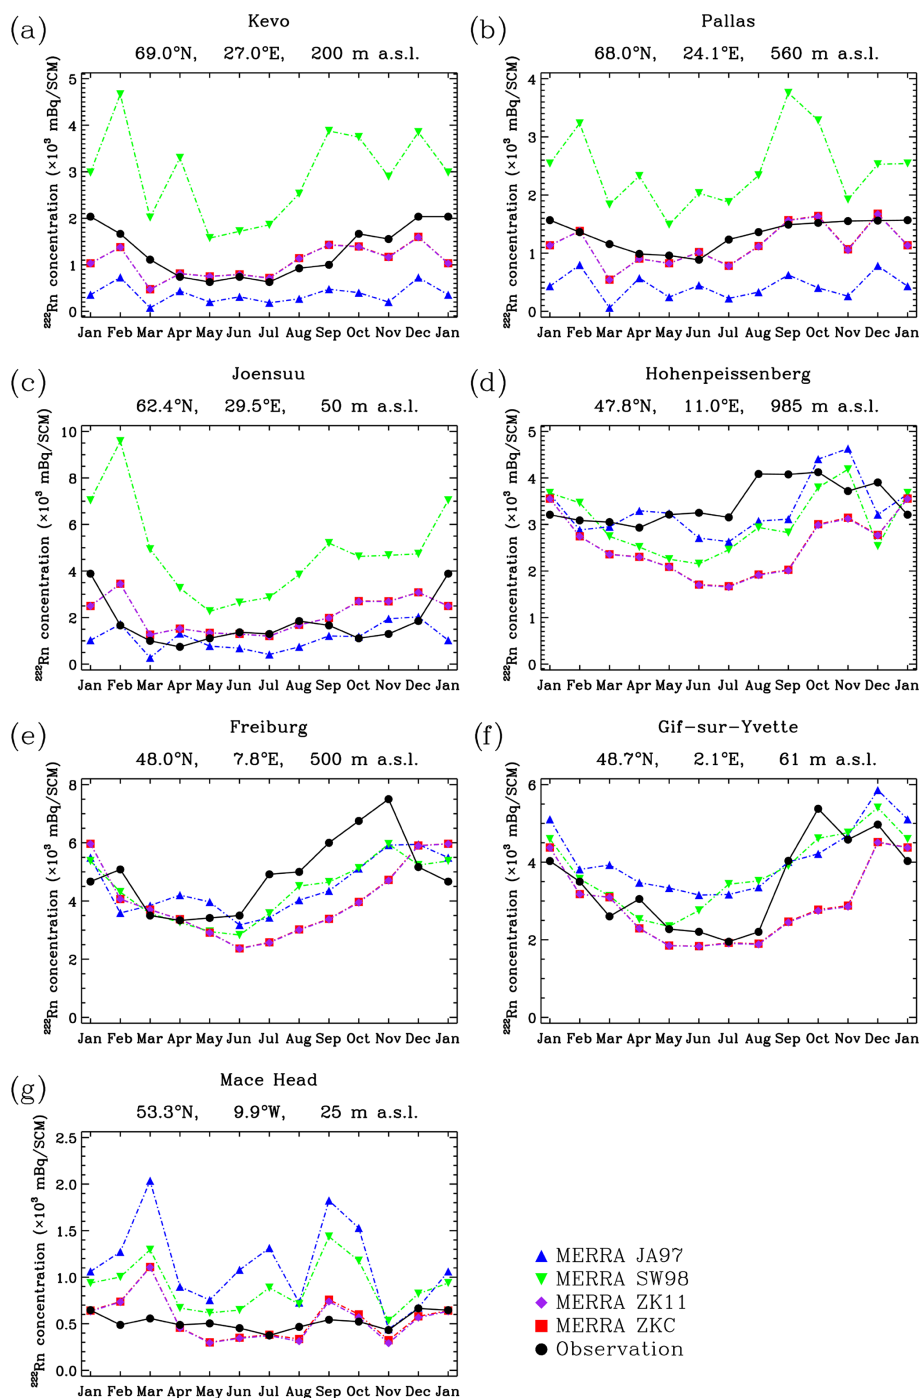 (a) Kevo
69.0°N, 27.0°E, 200 m a.s.l.
²²²Rn concentration (×10³ mBq/SCM)
5
4
3
2
1
0
Jan Feb Mar Apr May Jun Jul Aug Sep Oct Nov Dec Jan
(b) Pallas
68.0°N, 24.1°E, 560 m a.s.l.
²²²Rn concentration (×10³ mBq/SCM)
4
3
2
1
0
Jan Feb Mar Apr May Jun Jul Aug Sep Oct Nov Dec Jan
(c) Joensuu
62.4°N, 29.5°E, 50 m a.s.l.
²²²Rn concentration (×10³ mBq/SCM)
10
8
6
4
2
0
Jan Feb Mar Apr May Jun Jul Aug Sep Oct Nov Dec Jan
(d) Hohenpeissenberg
47.8°N, 11.0°E, 985 m a.s.l.
²²²Rn concentration (×10³ mBq/SCM)
5
4
3
2
1
0
Jan Feb Mar Apr May Jun Jul Aug Sep Oct Nov Dec Jan
(e) Freiburg
48.0°N, 7.8°E, 500 m a.s.l.
²²²Rn concentration (×10³ mBq/SCM)
8
6
4
2
0
Jan Feb Mar Apr May Jun Jul Aug Sep Oct Nov Dec Jan
(f) Gif-sur-Yvette
48.7°N, 2.1°E, 61 m a.s.l.
²²²Rn concentration (×10³ mBq/SCM)
6
4
2
0
Jan Feb Mar Apr May Jun Jul Aug Sep Oct Nov Dec Jan
(g) Mace Head
53.3°N, 9.9°W, 25 m a.s.l.
²²²Rn concentration (×10³ mBq/SCM)
2.5
2.0
1.5
1.0
0.5
0.0
Jan Feb Mar Apr May Jun Jul Aug Sep Oct Nov Dec Jan
MERRA JA97
MERRA SW98
MERRA ZK11
MERRA ZKC
Observation